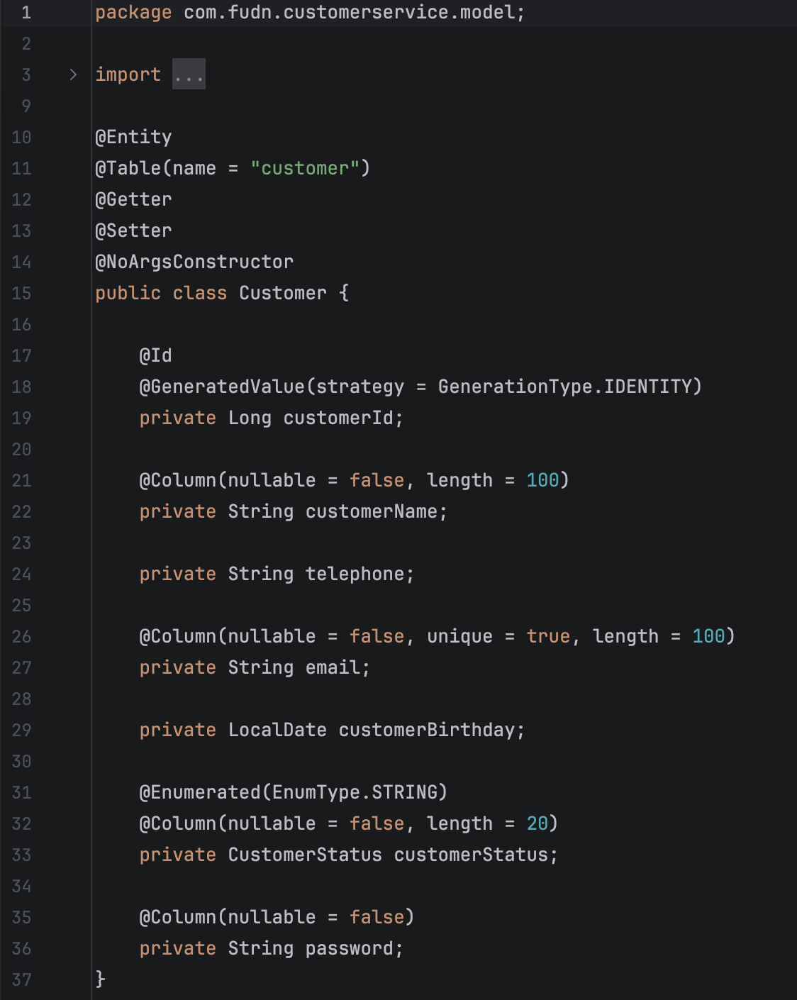 1 package com.fudn.customerservice.model;
2
3 > import ...
9
10 @Entity
11 @Table(name = "customer")
12 @Getter
13 @Setter
14 @NoArgsConstructor
15 public class Customer {
16
17     @Id
18     @GeneratedValue(strategy = GenerationType.IDENTITY)
19     private Long customerId;
20
21     @Column(nullable = false, length = 100)
22     private String customerName;
23
24     private String telephone;
25
26     @Column(nullable = false, unique = true, length = 100)
27     private String email;
28
29     private LocalDate customerBirthday;
30
31     @Enumerated(EnumType.STRING)
32     @Column(nullable = false, length = 20)
33     private CustomerStatus customerStatus;
34
35     @Column(nullable = false)
36     private String password;
37 }